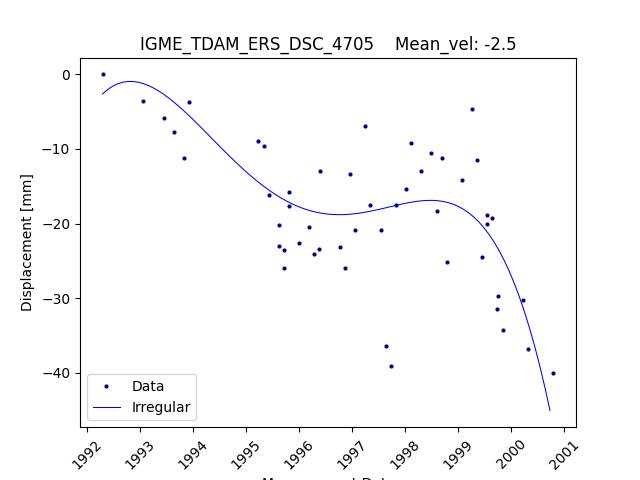 IGME_TDAM_ERS_DSC_4705    Mean_vel: -2.5
Displacement [mm]
0
−10
−20
−30
−40
Data
Irregular
1992 1993 1994 1995 1996 1997 1998 1999 2000 2001